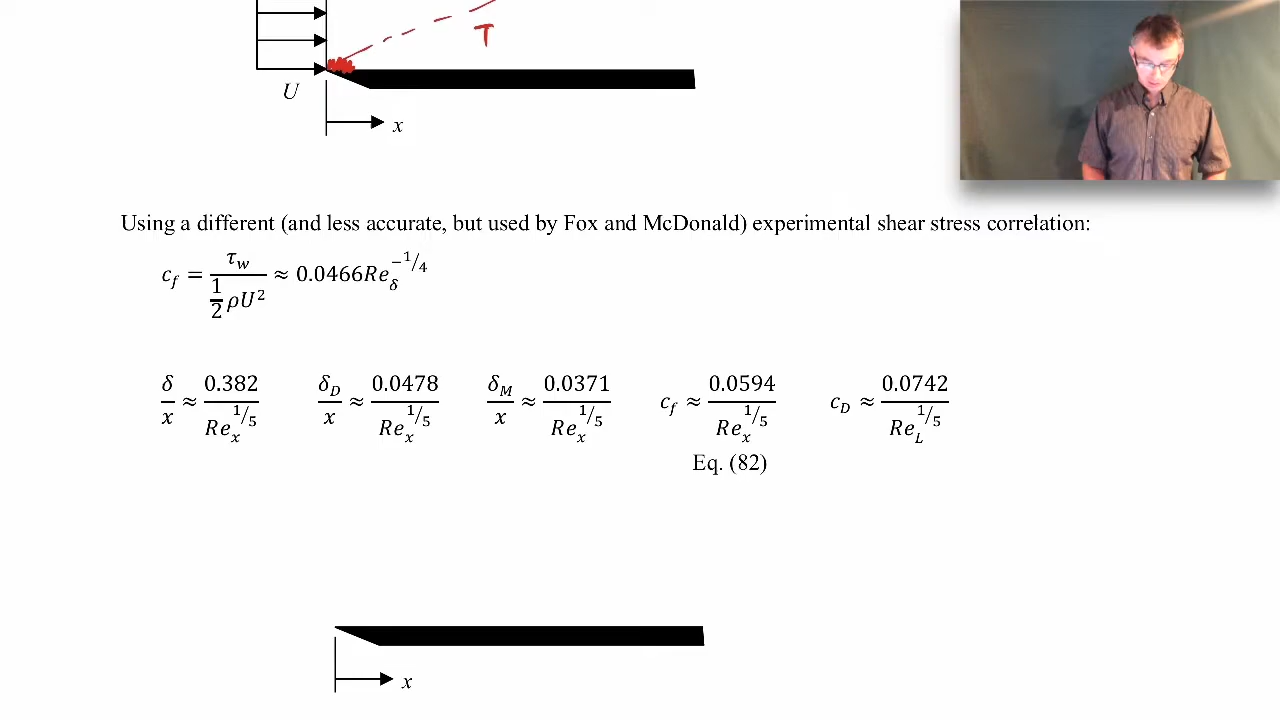 T
U
x
Using a different (and less accurate, but used by Fox and McDonald) experimental shear stress correlation:
c_f = τ_w / (1/2 ρU²) ≈ 0.0466Re_δ^(−1/4)
δ/x ≈ 0.382/Re_x^(1/5) δ_D/x ≈ 0.0478/Re_x^(1/5) δ_M/x ≈ 0.0371/Re_x^(1/5) c_f ≈ 0.0594/Re_x^(1/5) c_D ≈ 0.0742/Re_L^(1/5)
Eq. (82)
x